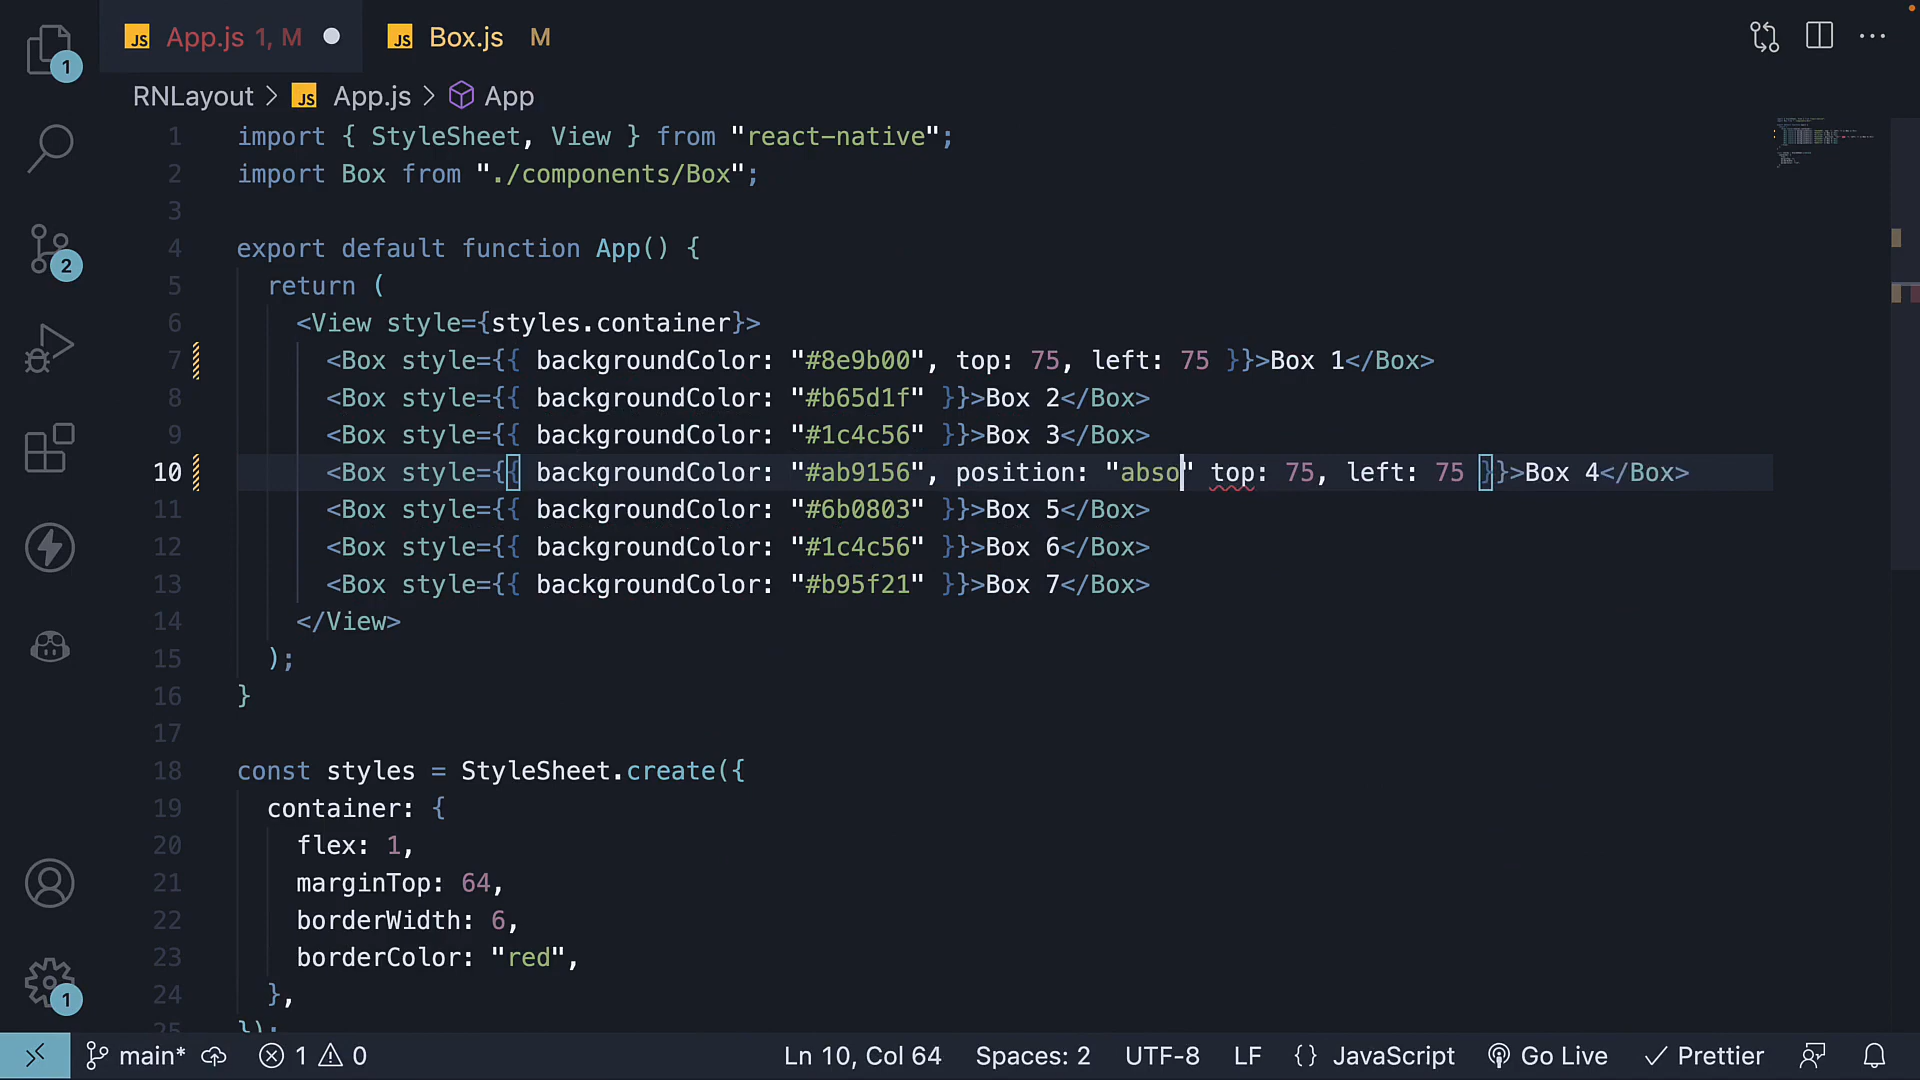 JS App.js 1, M JS Box.js M
RNLayout > JS App.js > App
1 import { StyleSheet, View } from "react-native";
2 import Box from "./components/Box";
3
4 export default function App() {
5 return (
6 <View style={styles.container}>
7 <Box style={{ backgroundColor: "#8e9b00", top: 75, left: 75 }}>Box 1</Box>
8 <Box style={{ backgroundColor: "#b65d1f" }}>Box 2</Box>
9 <Box style={{ backgroundColor: "#1c4c56" }}>Box 3</Box>
10 <Box style={{ backgroundColor: "#ab9156", position: "abso" top: 75, left: 75 }}>Box 4</Box>
11 <Box style={{ backgroundColor: "#6b0803" }}>Box 5</Box>
12 <Box style={{ backgroundColor: "#1c4c56" }}>Box 6</Box>
13 <Box style={{ backgroundColor: "#b95f21" }}>Box 7</Box>
14 </View>
15 );
16 }
17
18 const styles = StyleSheet.create({
19 container: {
20 flex: 1,
21 marginTop: 64,
22 borderWidth: 6,
23 borderColor: "red",
24 },
25 });
1
2
1
main* 1 0 Ln 10, Col 64 Spaces: 2 UTF-8 LF {} JavaScript Go Live Prettier